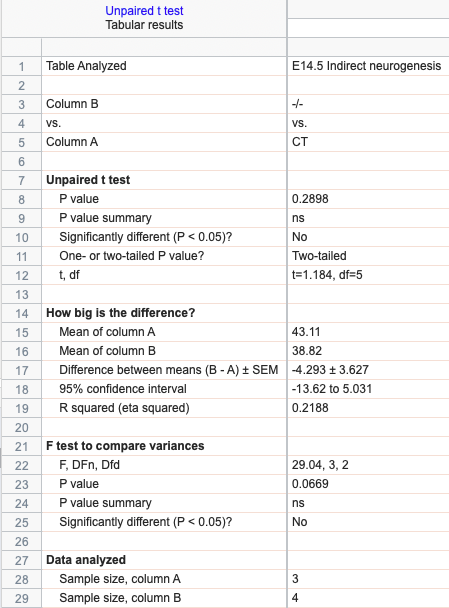 Unpaired t test
Tabular results
1 Table Analyzed E14.5 Indirect neurogenesis
2
3 Column B -/-
4 vs. vs.
5 Column A CT
6
7 Unpaired t test
8 P value 0.2898
9 P value summary ns
10 Significantly different (P < 0.05)? No
11 One- or two-tailed P value? Two-tailed
12 t, df t=1.184, df=5
13
14 How big is the difference?
15 Mean of column A 43.11
16 Mean of column B 38.82
17 Difference between means (B - A) ± SEM -4.293 ± 3.627
18 95% confidence interval -13.62 to 5.031
19 R squared (eta squared) 0.2188
20
21 F test to compare variances
22 F, DFn, Dfd 29.04, 3, 2
23 P value 0.0669
24 P value summary ns
25 Significantly different (P < 0.05)? No
26
27 Data analyzed
28 Sample size, column A 3
29 Sample size, column B 4